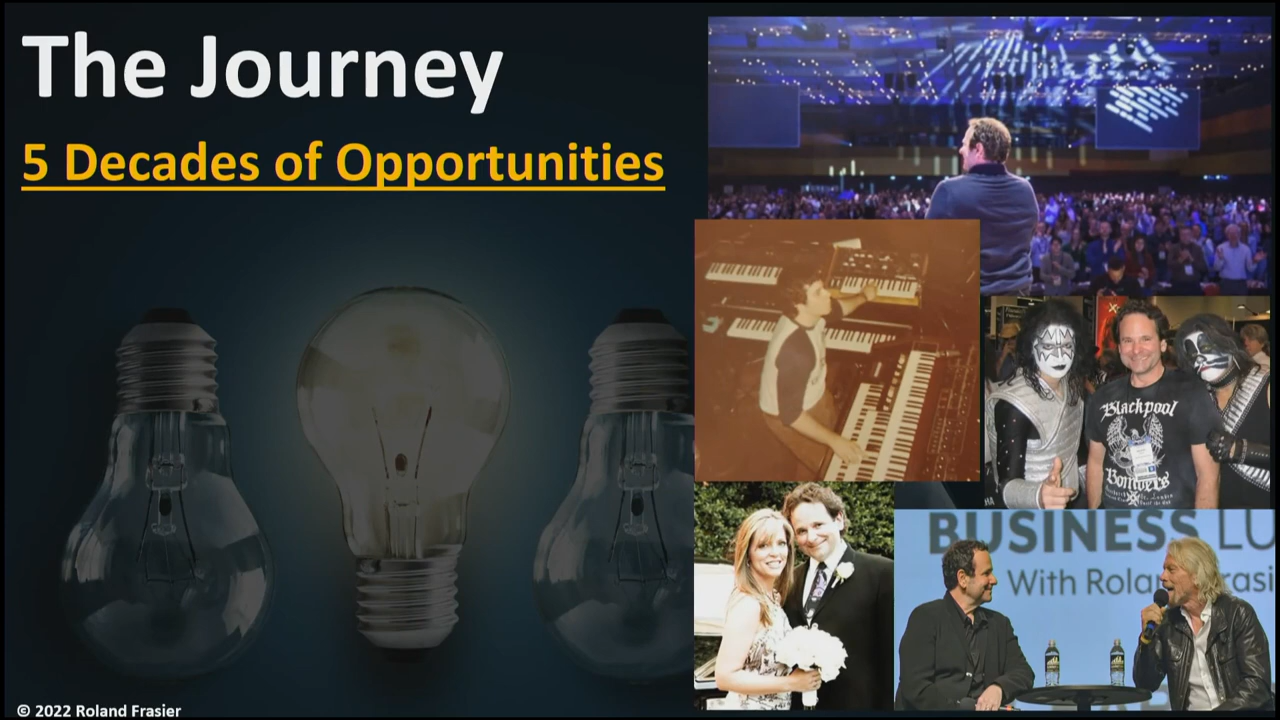 The Journey
5 Decades of Opportunities
Blackpool
Bombers
BUSINESS LU
With Roland Frasi
© 2022 Roland Frasier